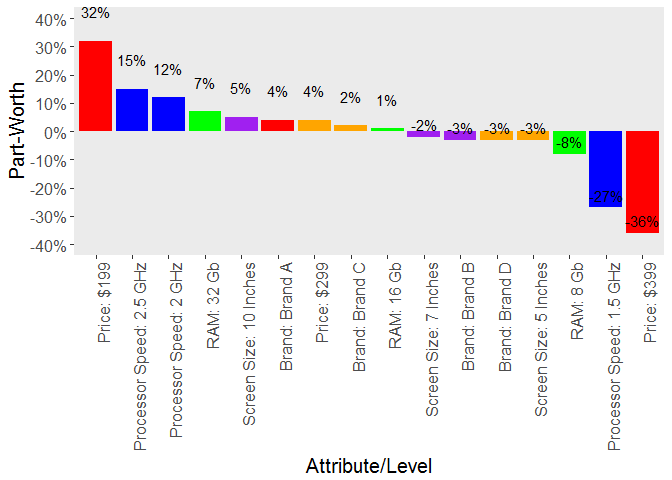 32%
40%
30%
20%
10%
0%
-10%
-20%
-30%
-40%
Part-Worth
15%
12%
7%
5%
4%
4%
2%
1%
-2%
-3%
-3%
-3%
-8%
-27%
-36%
Price: $199
Processor Speed: 2.5 GHz
Processor Speed: 2 GHz
RAM: 32 Gb
Screen Size: 10 Inches
Brand: Brand A
Price: $299
Brand: Brand C
RAM: 16 Gb
Screen Size: 7 Inches
Brand: Brand B
Brand: Brand D
Screen Size: 5 Inches
RAM: 8 Gb
Processor Speed: 1.5 GHz
Price: $399
Attribute/Level